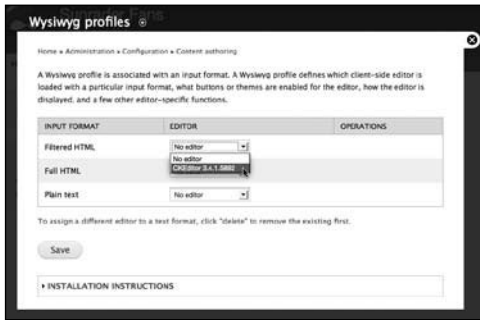 Wysiwyg profiles
Home » Administration » Configuration » Content authoring
A Wysiwyg profile is associated with an input format. A Wysiwyg profile defines which client-side editor is
loaded with a particular input format, what buttons or themes are enabled for the editor, how the editor is
displayed, and a few other editor-specific functions.
INPUT FORMAT EDITOR OPERATIONS
Filtered HTML No editor
No editor
Full HTML CKEditor
Plain text No editor
To assign a different editor to a text format, click "delete" to remove the existing first.
Save
INSTALLATION INSTRUCTIONS